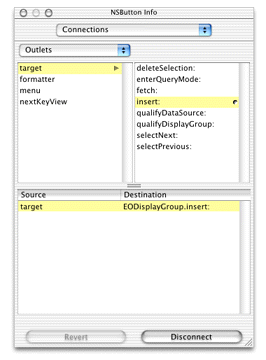 NSButton Info
Connections
Outlets
target
formatter
menu
nextKeyView
deleteSelection:
enterQueryMode:
fetch:
insert:
qualifyDataSource:
qualifyDisplayGroup:
selectNext:
selectPrevious:
Source Destination
target EODisplayGroup.insert:
Revert Disconnect